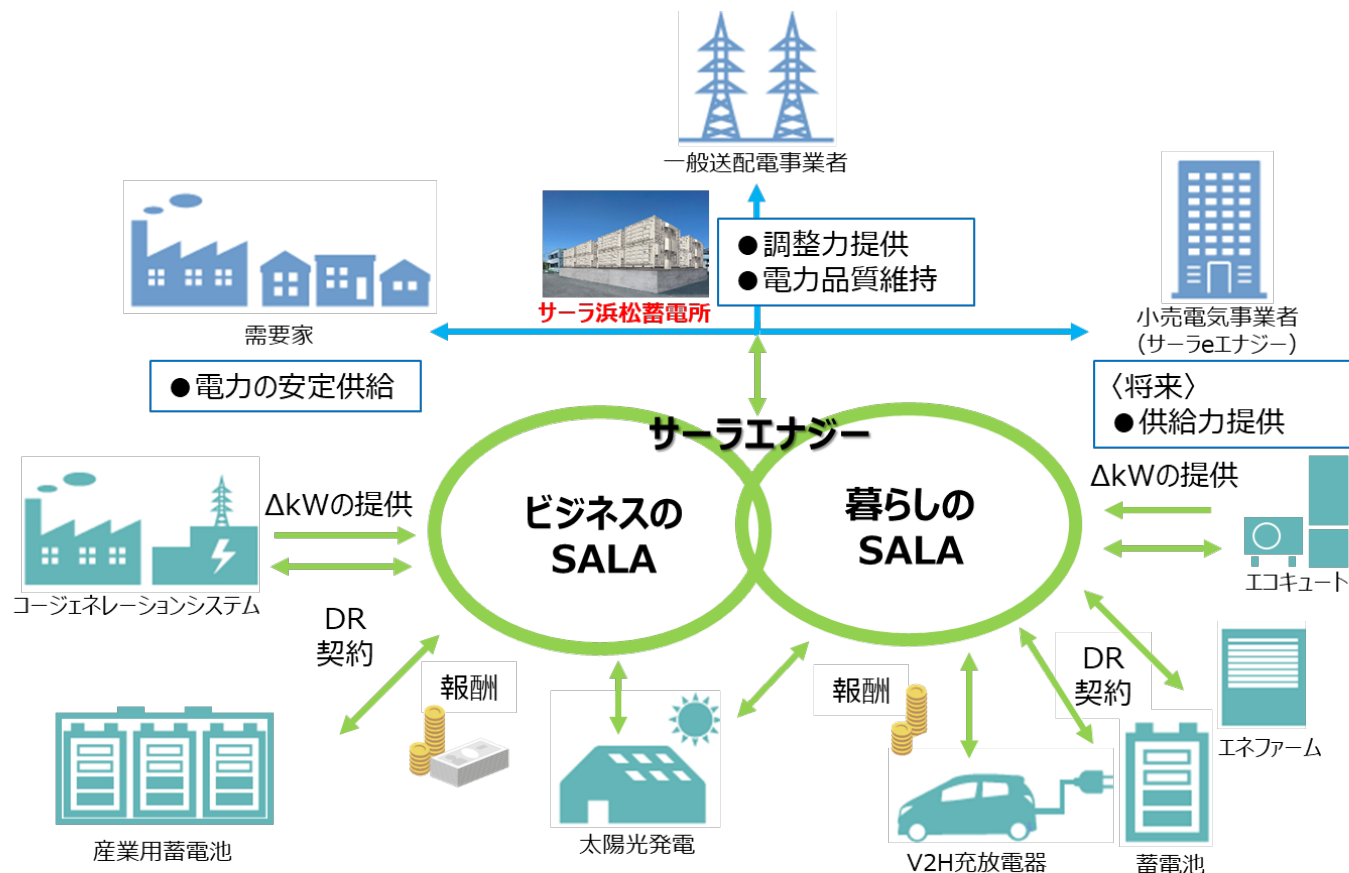 一般送配電事業者
●調整力提供
●電力品質維持
サーラ浜松蓄電所
需要家
小売電気事業者
（サーラeエナジー）
●電力の安定供給
〈将来〉
●供給力提供
サーラエナジー
ビジネスの
SALA
暮らしの
SALA
ΔkWの提供
ΔkWの提供
コージェネレーションシステム
エコキュート
DR
契約
報酬
報酬
DR
契約
エネファーム
産業用蓄電池
太陽光発電
V2H充放電器
蓄電池